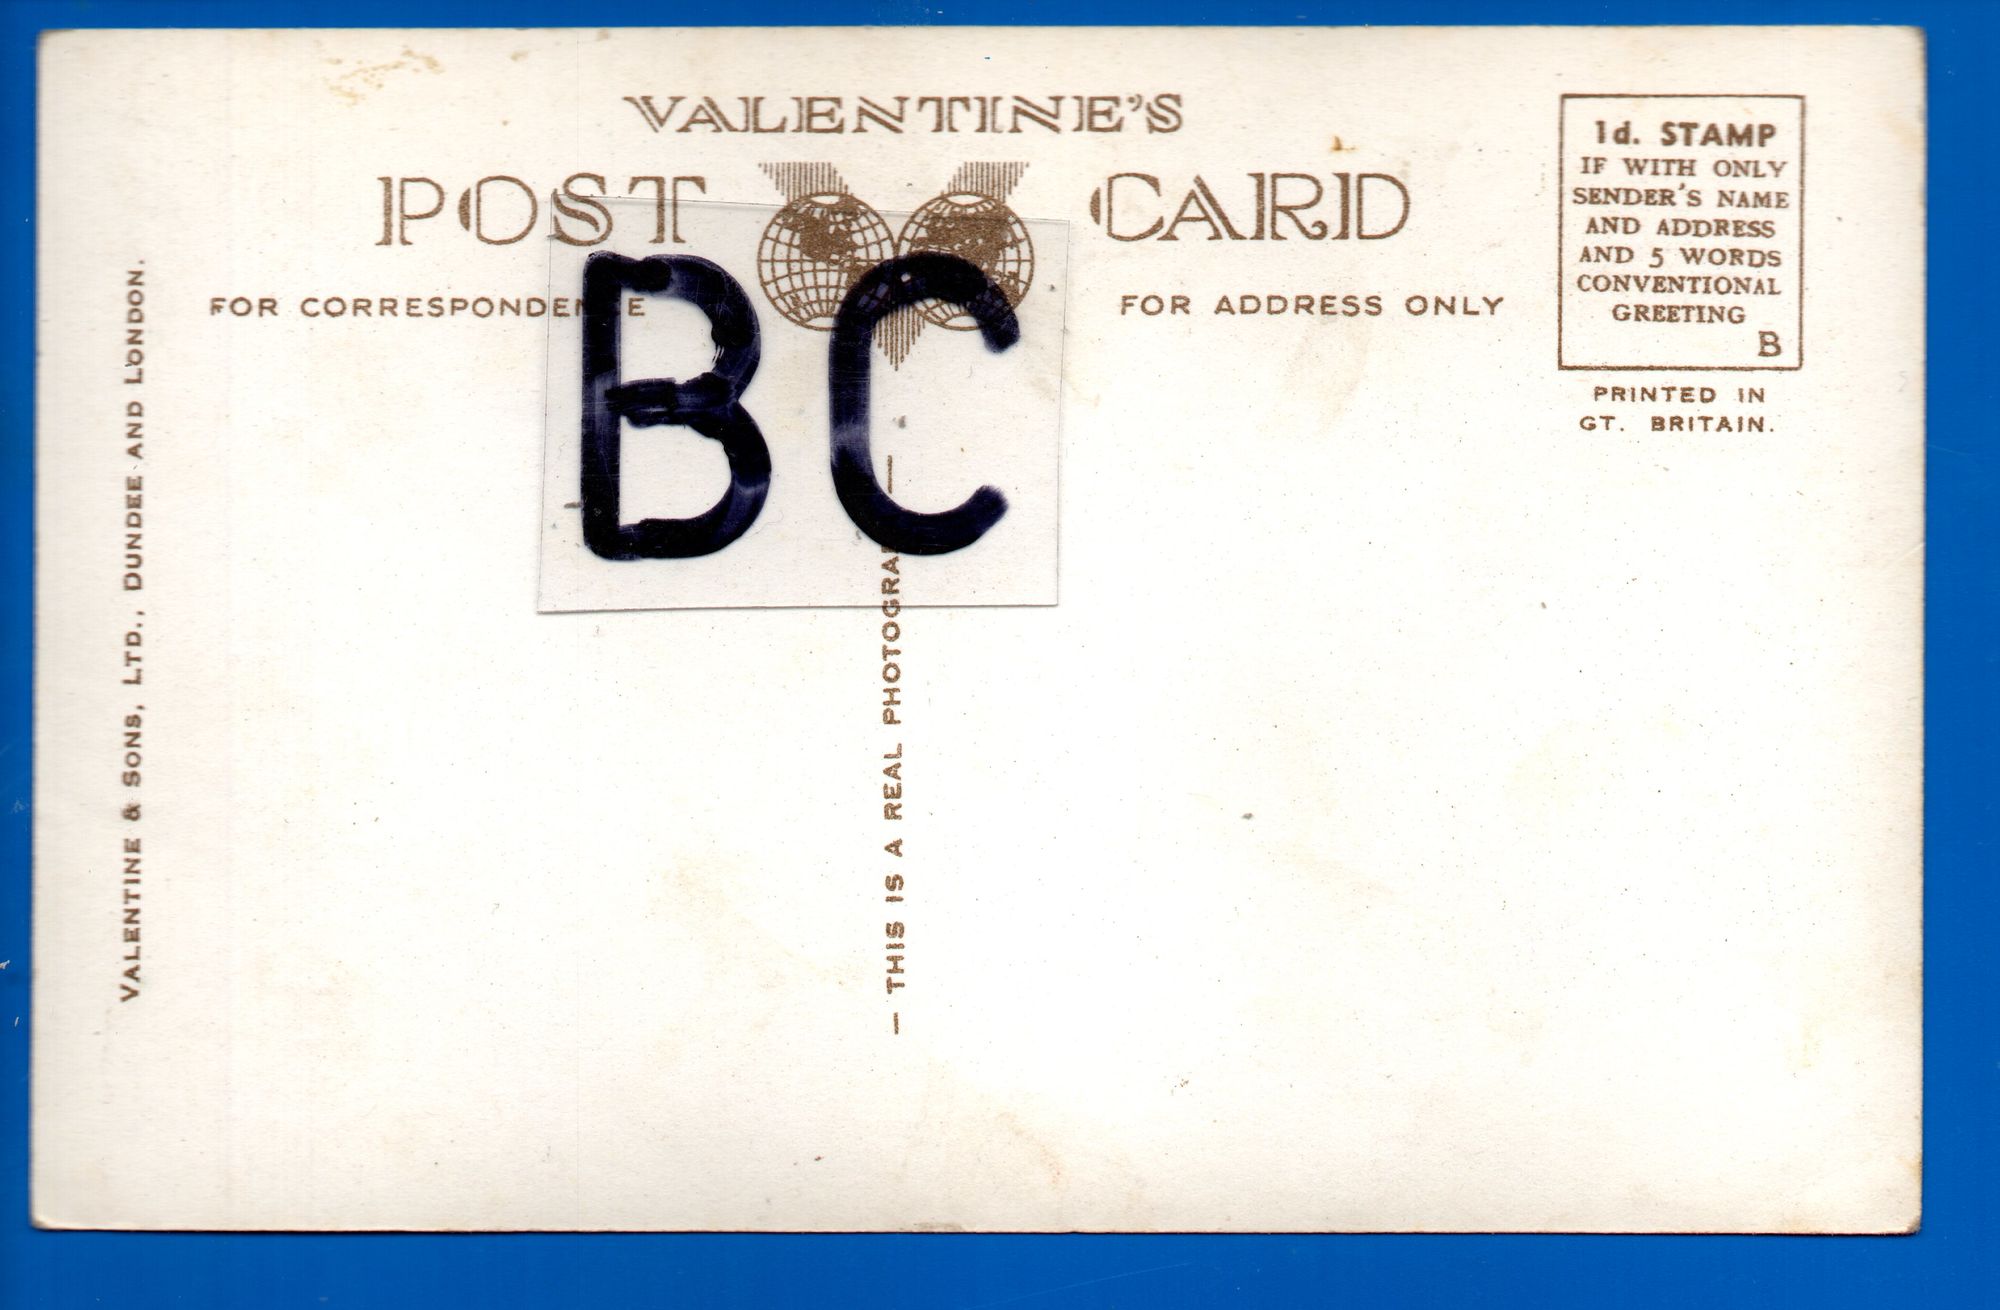 VALENTINE'S
POST CARD
FOR CORRESPONDENCE
FOR ADDRESS ONLY
1d. STAMP
IF WITH ONLY
SENDER'S NAME
AND ADDRESS
AND 5 WORDS
CONVENTIONAL
GREETING
B
PRINTED IN
GT. BRITAIN.
BC
VALENTINE & SONS, LTD., DUNDEE AND LONDON.
— THIS IS A REAL PHOTOGRAPH —